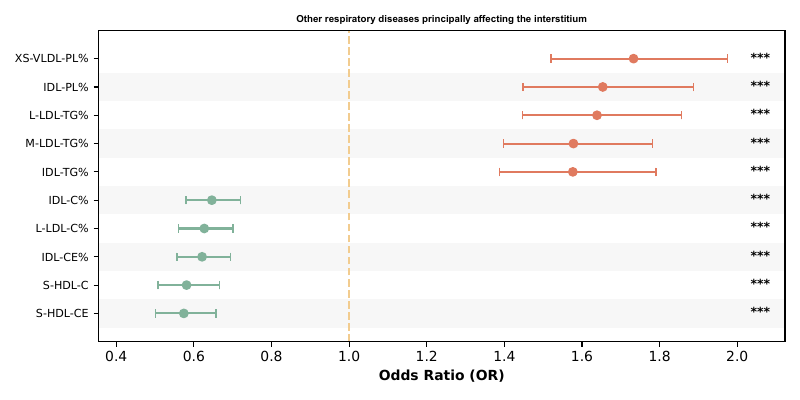 Other respiratory diseases principally affecting the interstitium
XS-VLDL-PL% ***
IDL-PL% ***
L-LDL-TG% ***
M-LDL-TG% ***
IDL-TG% ***
IDL-C% ***
L-LDL-C% ***
IDL-CE% ***
S-HDL-C ***
S-HDL-CE ***
0.4 0.6 0.8 1.0 1.2 1.4 1.6 1.8 2.0
Odds Ratio (OR)